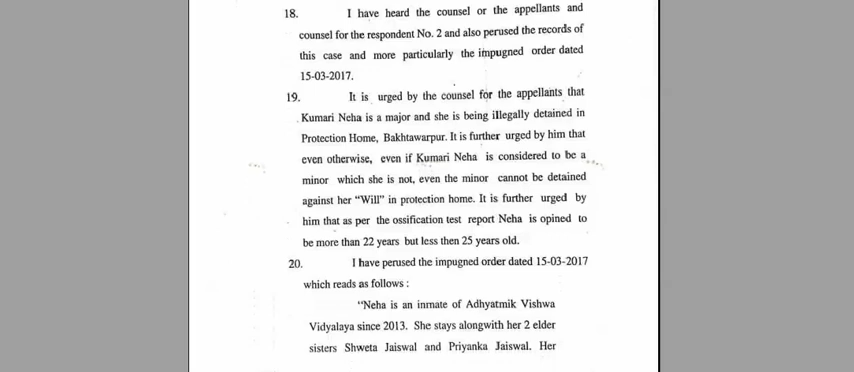 18. I have heard the counsel or the appellants and
counsel for the respondent No. 2 and also perused the records of
this case and more particularly the impugned order dated
15-03-2017.
19. It is urged by the counsel for the appellants that
Kumari Neha is a major and she is being illegally detained in
Protection Home, Bakhtawarpur. It is further urged by him that
even otherwise, even if Kumari Neha is considered to be a
minor which she is not, even the minor cannot be detained
against her “Will” in protection home. It is further urged by
him that as per the ossification test report Neha is opined to
be more than 22 years but less then 25 years old.
20. I have perused the impugned order dated 15-03-2017
which reads as follows :
“Neha is an inmate of Adhyatmik Vishwa
Vidyalaya since 2013. She stays alongwith her 2 elder
sisters Shweta Jaiswal and Priyanka Jaiswal. Her